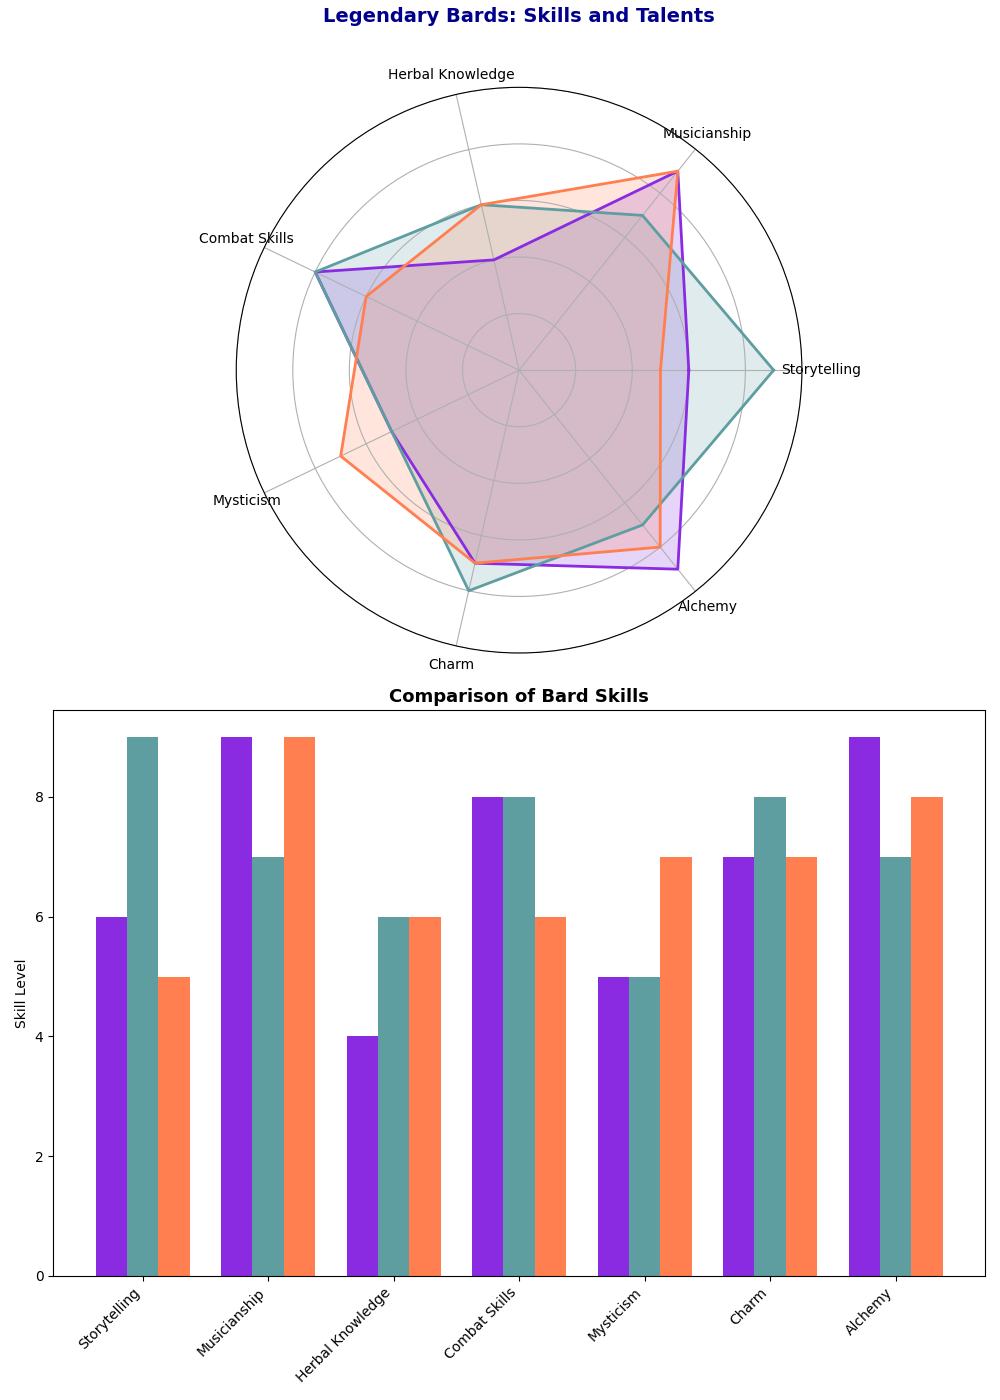 Legendary Bards: Skills and Talents
Herbal Knowledge
Musicianship
Combat Skills
Storytelling
Mysticism
Alchemy
Charm
Comparison of Bard Skills
Skill Level
8
6
4
2
0
Storytelling
Musicianship
Herbal Knowledge
Combat Skills
Mysticism
Charm
Alchemy